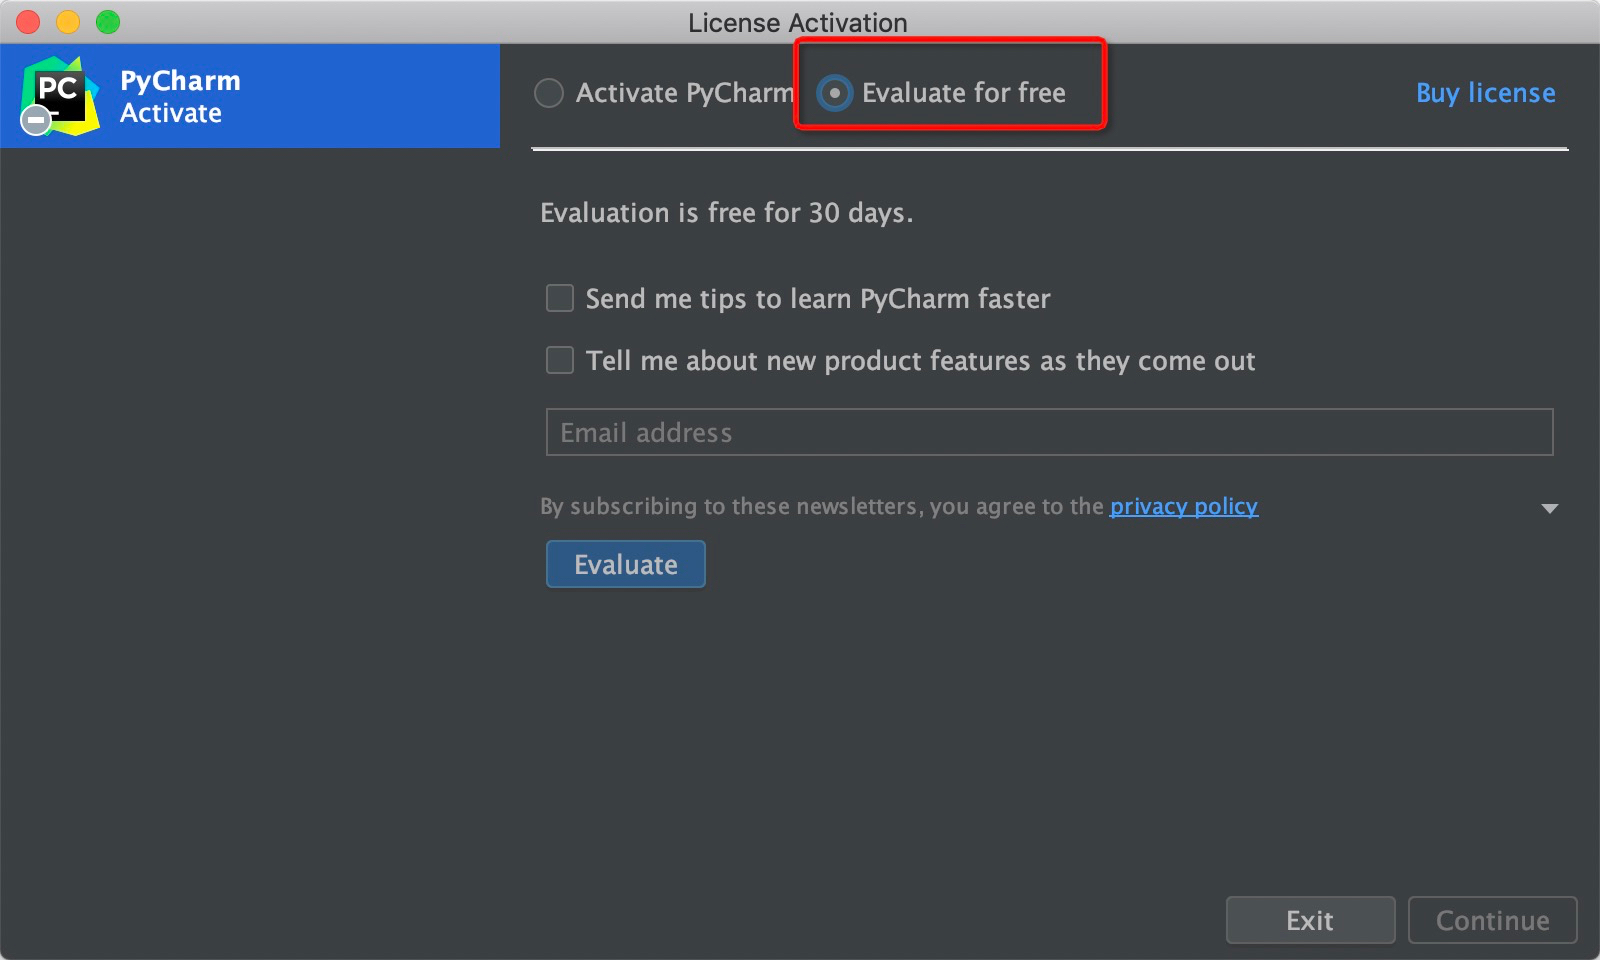 License Activation
PC
PyCharm
Activate
Activate PyCharm
Evaluate for free
Buy license
Evaluation is free for 30 days.
Send me tips to learn PyCharm faster
Tell me about new product features as they come out
Email address
By subscribing to these newsletters, you agree to the privacy policy
Evaluate
Exit
Continue